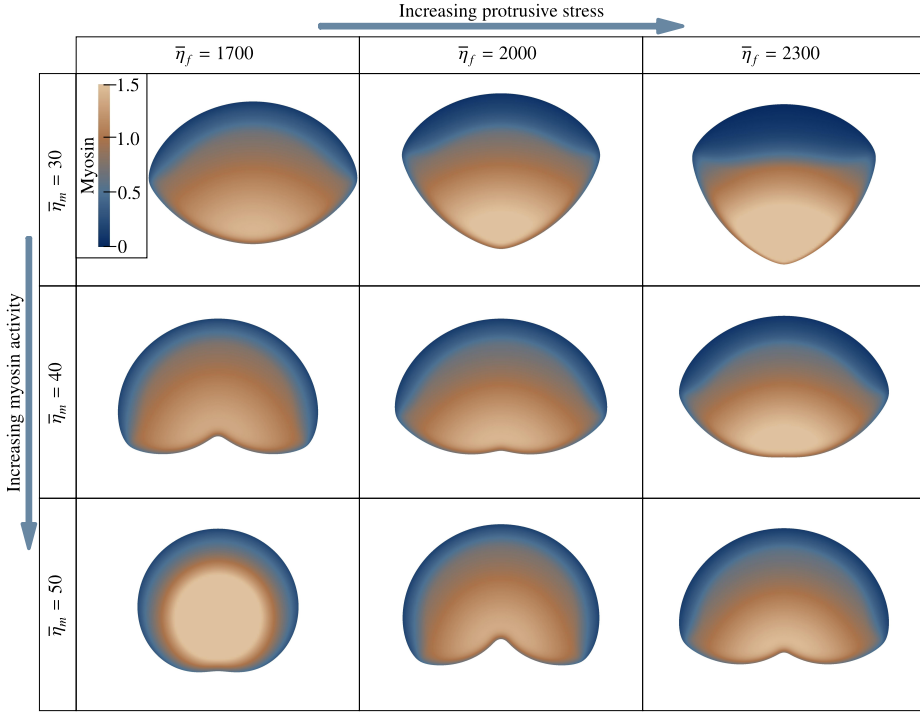 Increasing protrusive stress
η̅_f = 1700
η̅_f = 2000
η̅_f = 2300
Increasing myosin activity
η̅_m = 30
Myosin
1.5
1.0
0.5
0
η̅_m = 40
η̅_m = 50